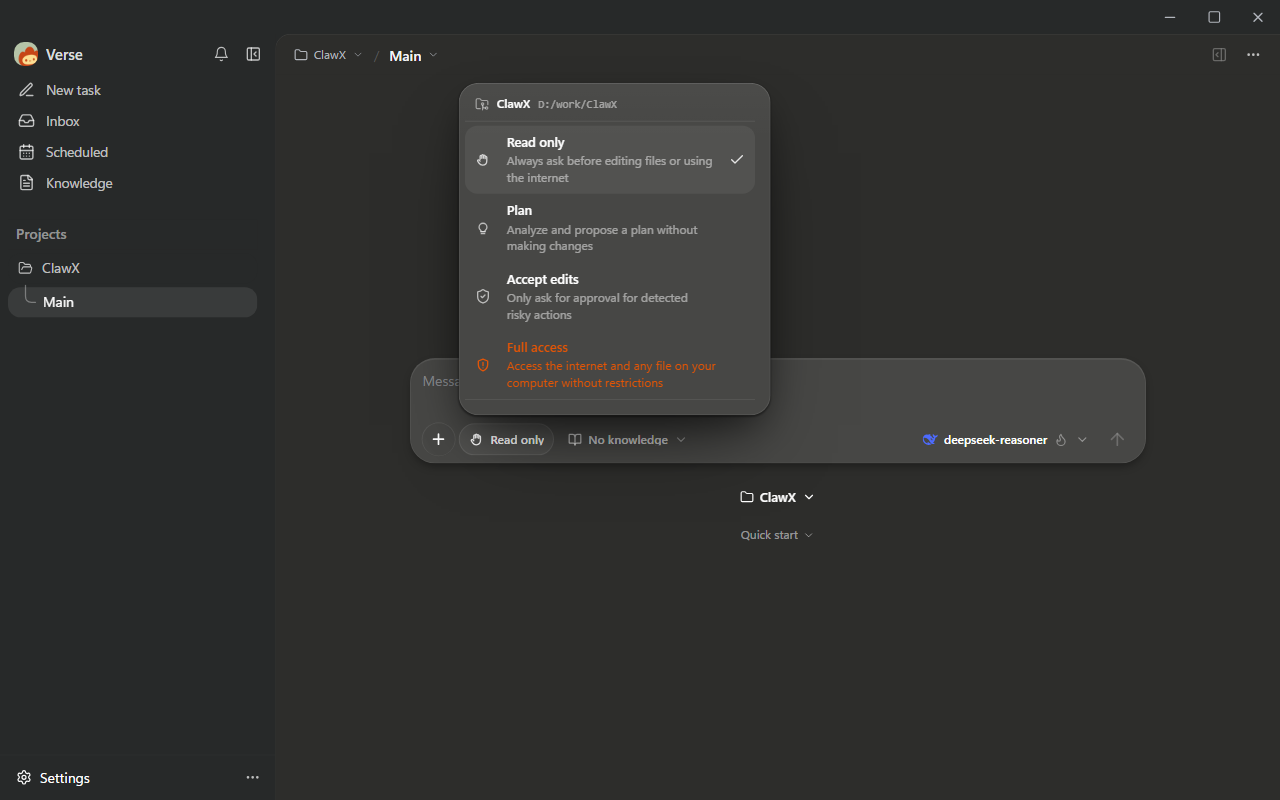 Verse
New task
Inbox
Scheduled
Knowledge
Projects
ClawX
Main
Settings
ClawX / Main
ClawX D:/work/ClawX
Read only
Always ask before editing files or using
the internet
Plan
Analyze and propose a plan without
making changes
Accept edits
Only ask for approval for detected
risky actions
Full access
Access the internet and any file on your
computer without restrictions
Read only
No knowledge
deepseek-reasoner
ClawX
Quick start